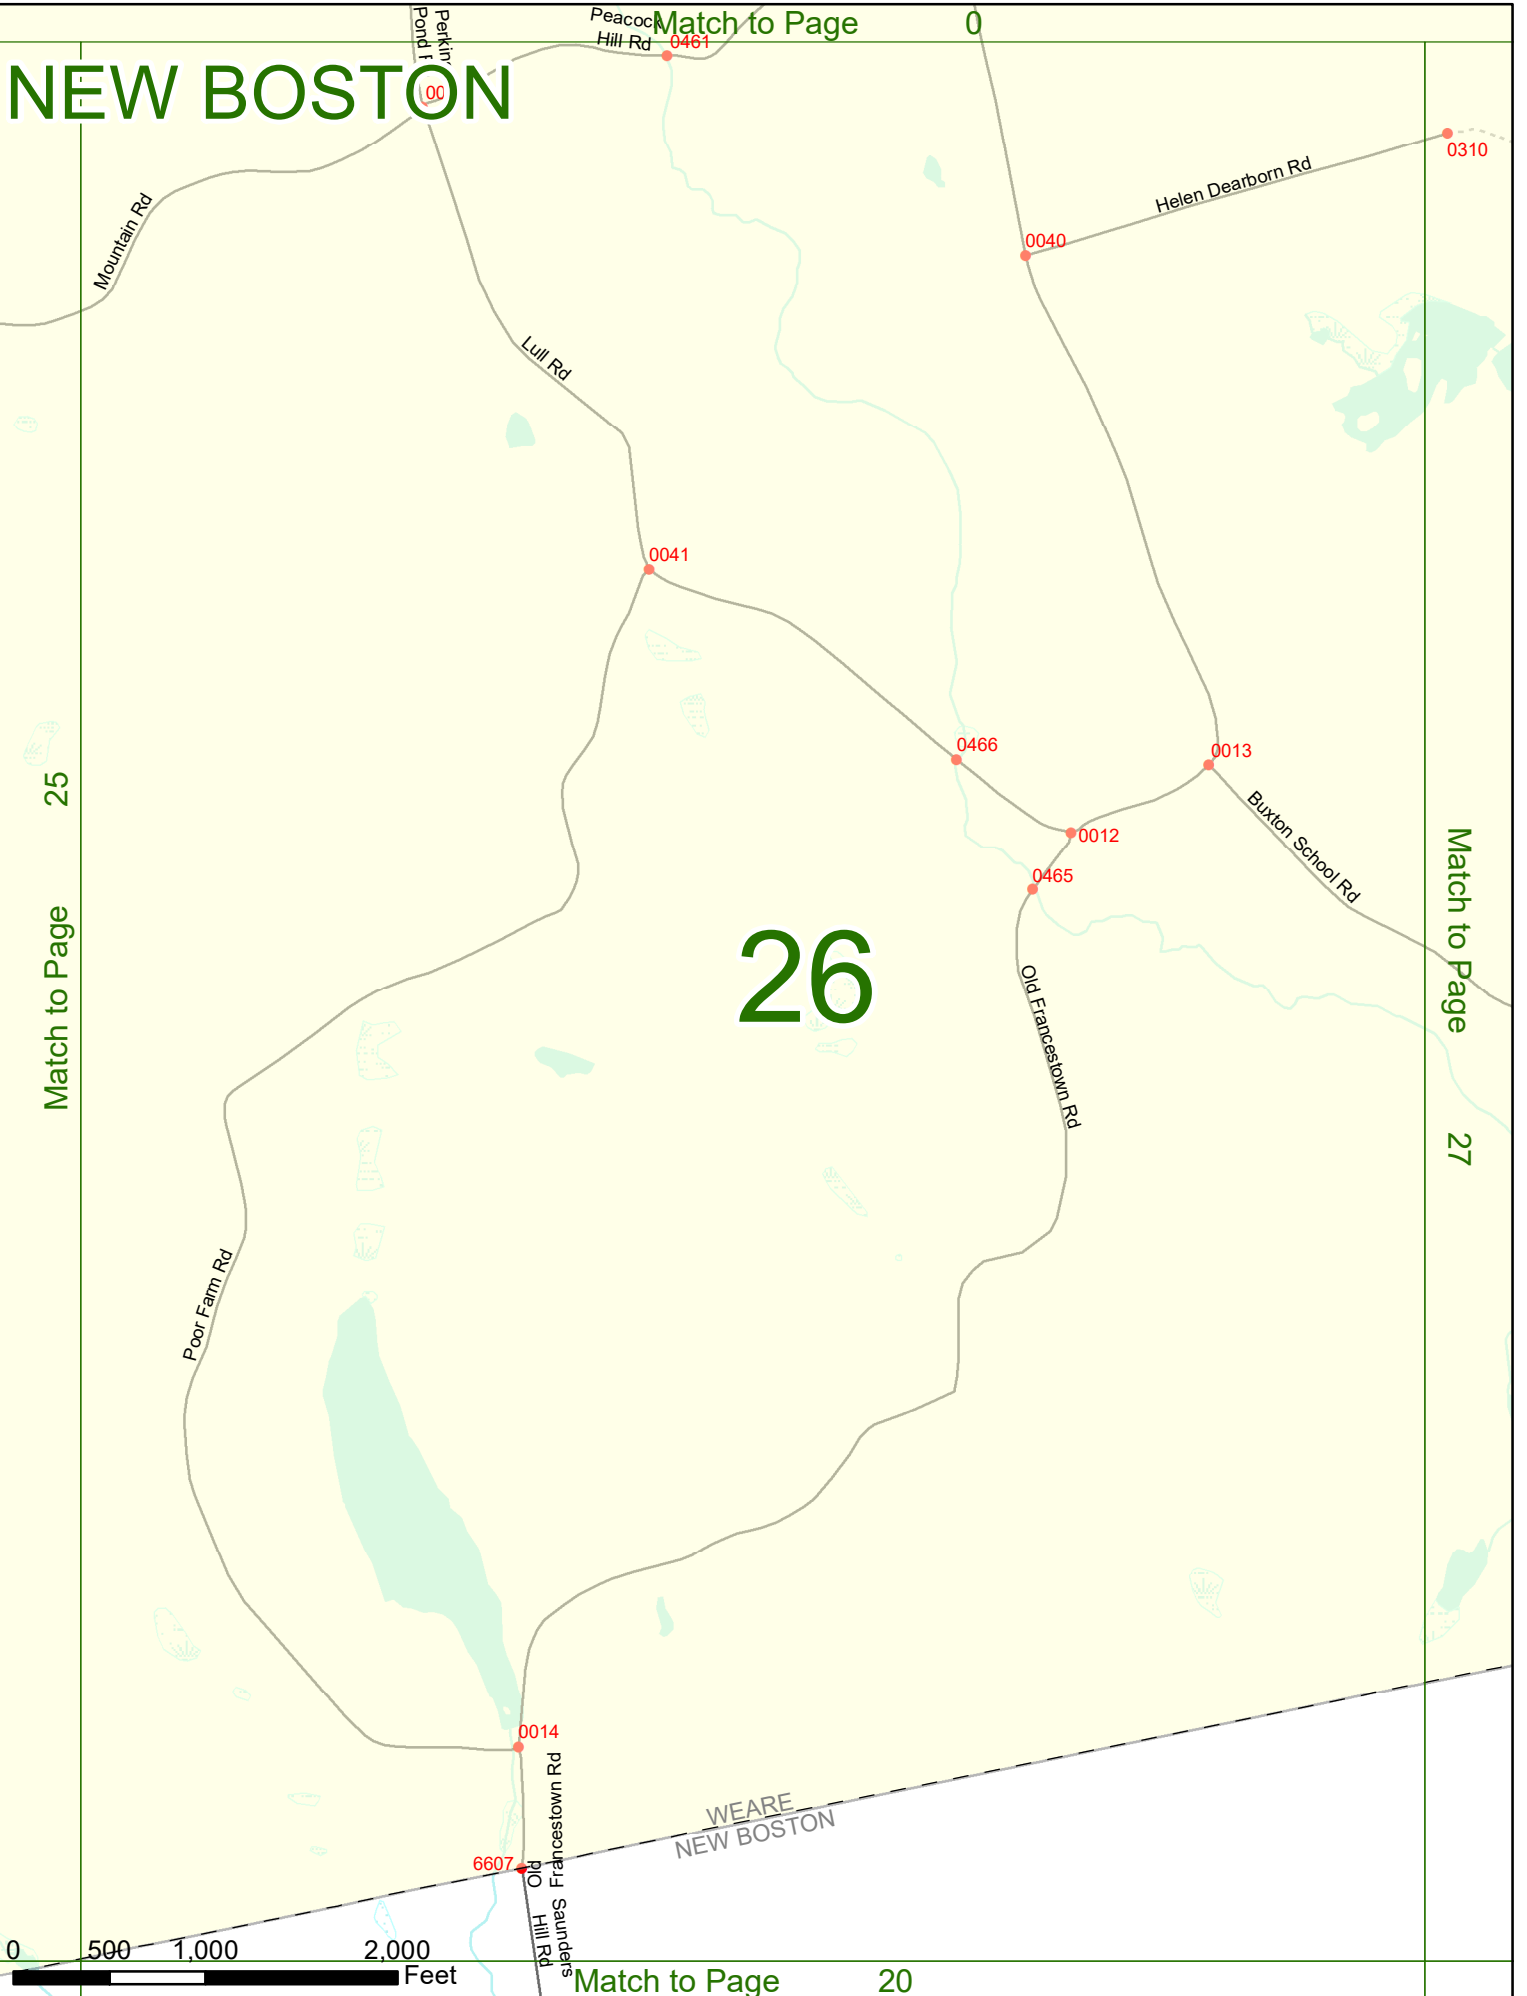 Perkin
Pond
Peacock
Hill Rd
Match to Page 0
0461
NEW BOSTON
00
0310
Mountain Rd
Helen Dearborn Rd
0040
Lull Rd
0041
0466
0013
25
Match to Page
Buxton School Rd
0012
0465
Match to Page
27
26
Old Francestown Rd
Poor Farm Rd
0014
Old
Francestown Rd
WEARE
NEW BOSTON
6607
Saunders
Hill Rd
0 500 1,000 2,000
Feet
Match to Page 20